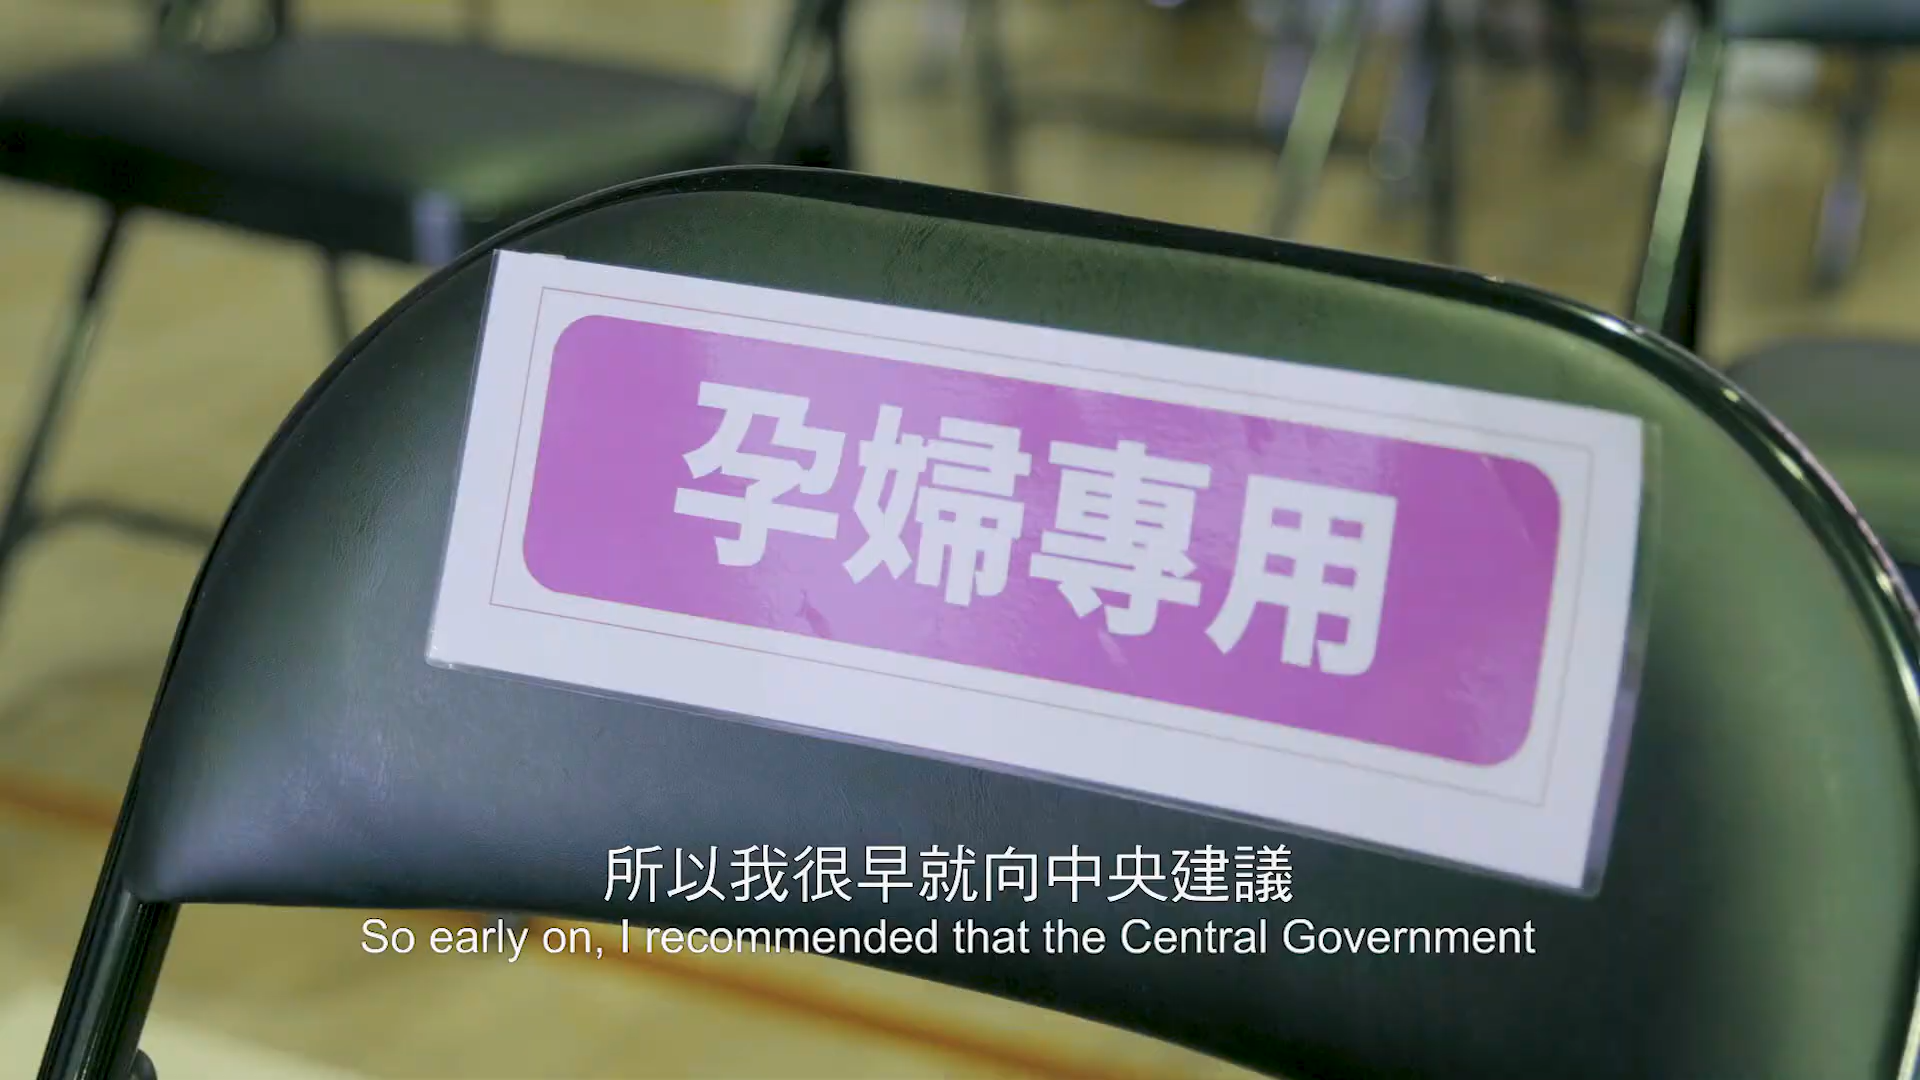 孕婦專用
所以我很早就向中央建議
So early on, I recommended that the Central Government